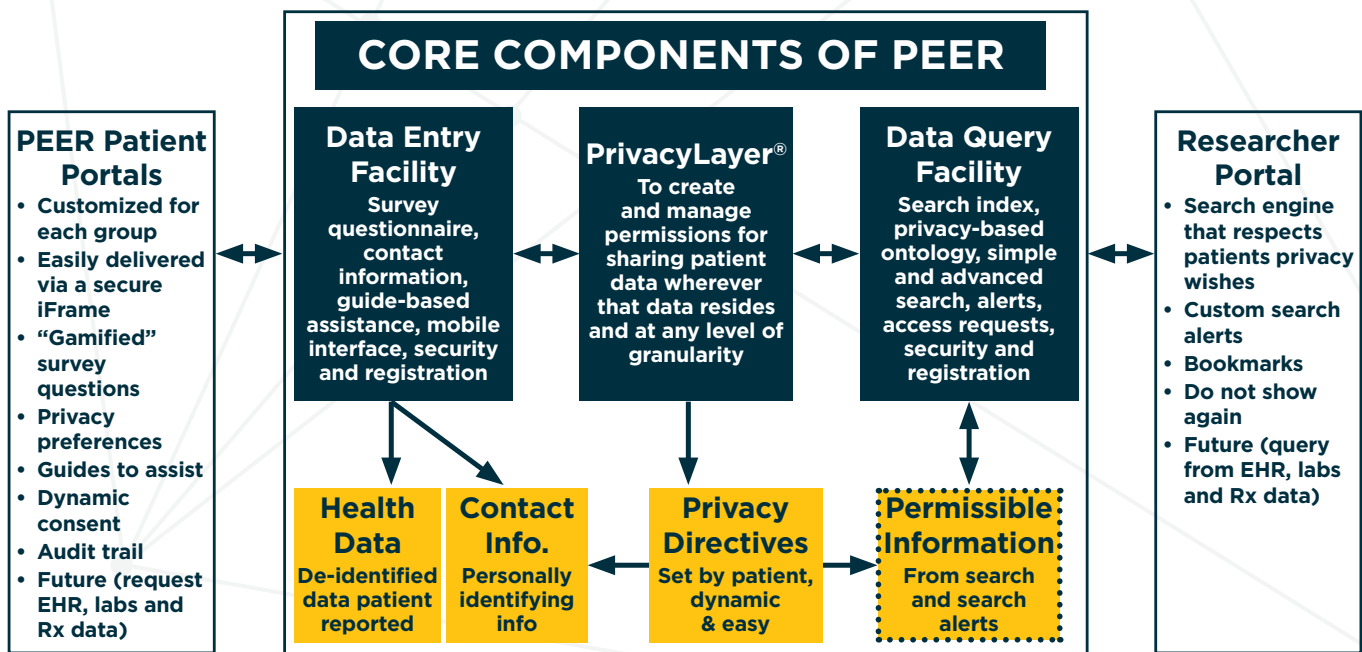 CORE COMPONENTS OF PEER
PEER Patient
Portals
• Customized for
each group
• Easily delivered
via a secure
iFrame
• “Gamified”
survey
questions
• Privacy
preferences
• Guides to assist
• Dynamic
consent
• Audit trail
• Future (request
EHR, labs and
Rx data)
Data Entry
Facility
Survey
questionnaire,
contact
information,
guide-based
assistance, mobile
interface, security
and registration
PrivacyLayer®
To create
and manage
permissions for
sharing patient
data wherever
that data resides
and at any level of
granularity
Data Query
Facility
Search index,
privacy-based
ontology, simple
and advanced
search, alerts,
access requests,
security and
registration
Health
Data
De-identified
data patient
reported
Contact
Info.
Personally
identifying
info
Privacy
Directives
Set by patient,
dynamic
& easy
Permissible
Information
From search
and search
alerts
Researcher
Portal
• Search engine
that respects
patients privacy
wishes
• Custom search
alerts
• Bookmarks
• Do not show
again
• Future (query
from EHR, labs
and Rx data)